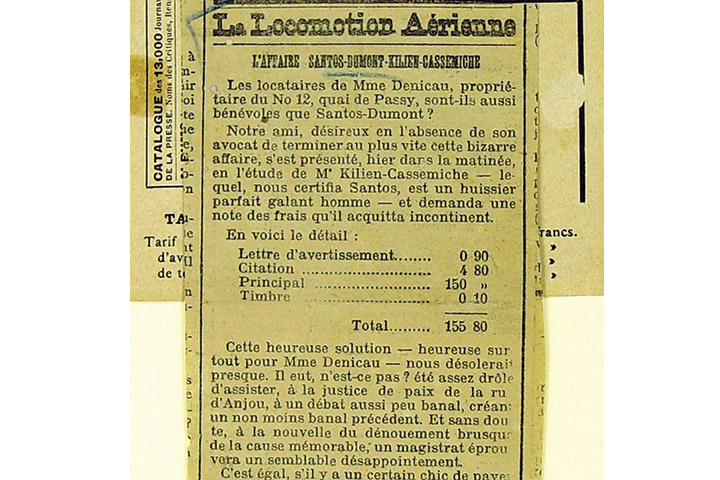 La Locomotion Aérienne
L'AFFAIRE SANTOS-DUMONT-KILIEN-CASSEMICHE
Les locataires de Mme Denicau, proprié-
taire du No 12, quai de Passy, sont-ils aussi
bénévoles que Santos-Dumont ?
Notre ami, désireux en l'absence de son
avocat de terminer au plus vite cette bizarre
affaire, s'est présenté, hier dans la matinée,
en l'étude de Mᵉ Kilien-Cassemiche — le-
quel, nous certifia Santos, est un huissier
parfait galant homme — et demanda une
note des frais qu'il acquitta incontinent.
En voici le détail :
Lettre d'avertissement........ 0 90
Citation ........................ 4 80
Principal ....................... 150 »
Timbre ......................... 0 10
Total......... 155 80
Cette heureuse solution — heureuse sur
tout pour Mme Denicau — nous désolerait
presque. Il eut, n'est-ce pas ? été assez drôle
d'assister, à la justice de paix de la ru
d'Anjou, à un débat aussi peu banal, créan
un non moins banal précédent. Et sans dou
te, à la nouvelle du dénouement brusque
de la cause mémorable, un magistrat éprou
vera un semblable désappointement.
C'est égal, s'il y a un certain chic de paye
CATALOGUE des 13,000 Journa
DE LA PRESSE. Noms des Critiques, Ren
TA
Tarif
d'av
de t
francs.
»
»
»